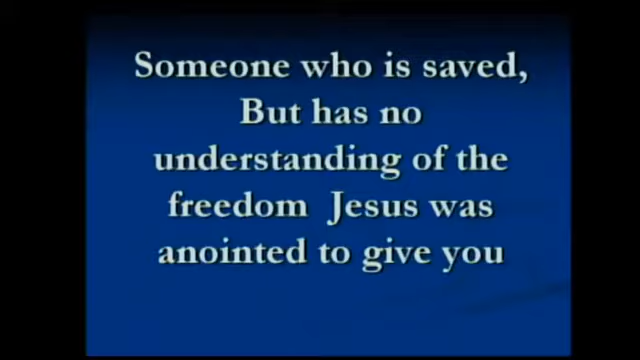 Someone who is saved,
But has no
understanding of the
freedom  Jesus was
anointed to give you